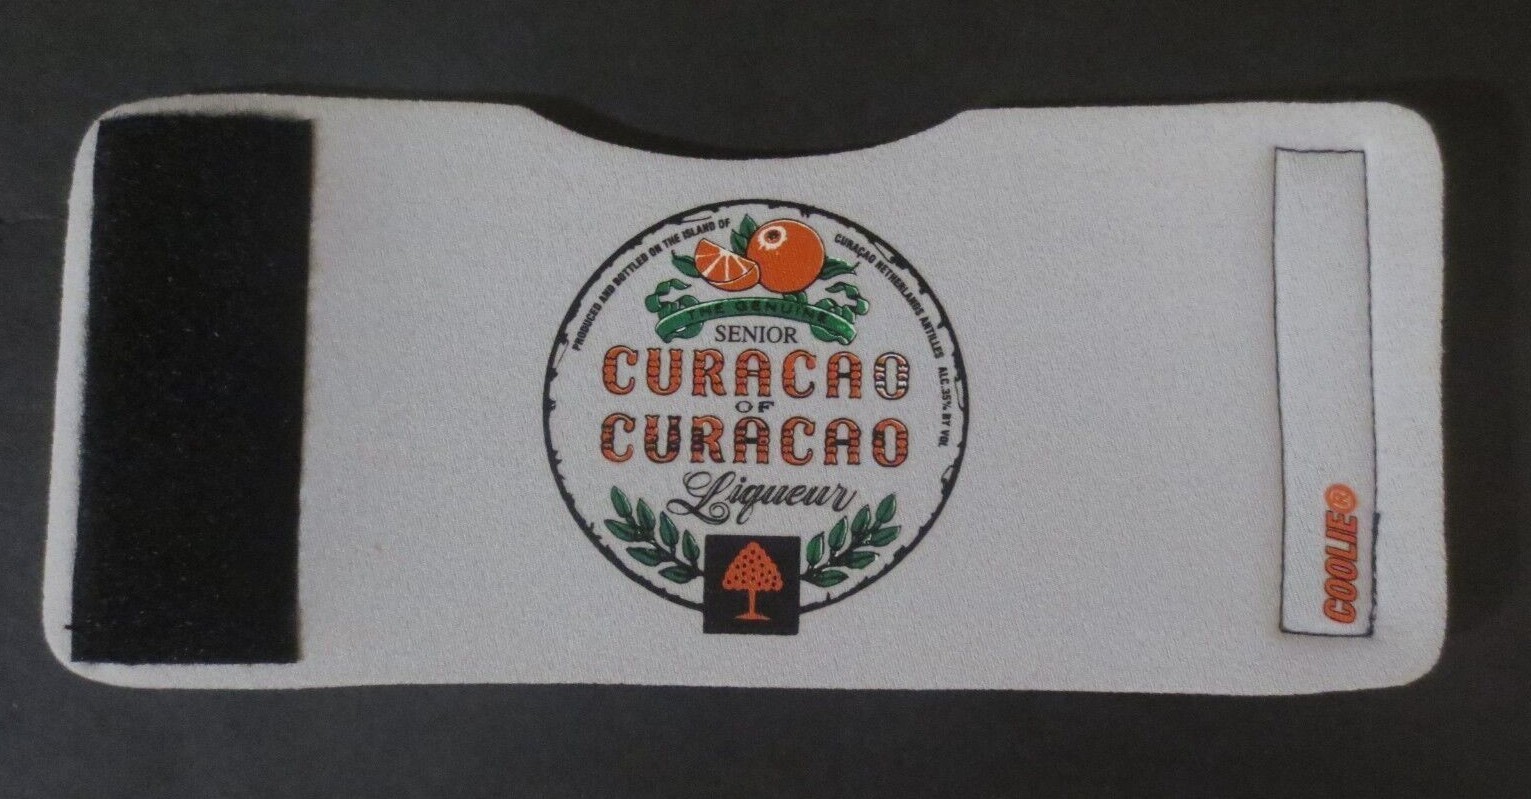 PRODUCED AND BOTTLED ON THE ISLAND OF
CURAÇAO NETHERLANDS ANTILLES ALC.35% BY VOL
THE GENUINE
SENIOR
CURACAO
OF
CURACAO
Liqueur
COOLIE®